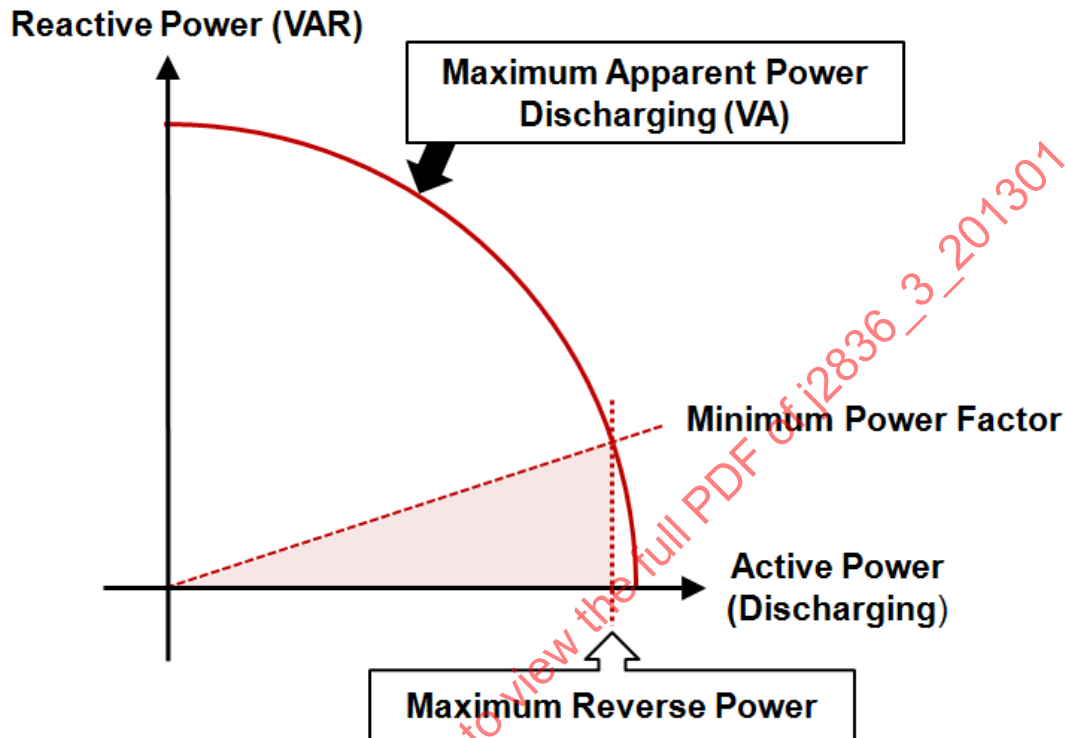 Reactive Power (VAR)
Maximum Apparent Power
Discharging (VA)
Minimum Power Factor
Active Power
(Discharging)
Maximum Reverse Power
to view the full PDF of j2836_3_201301